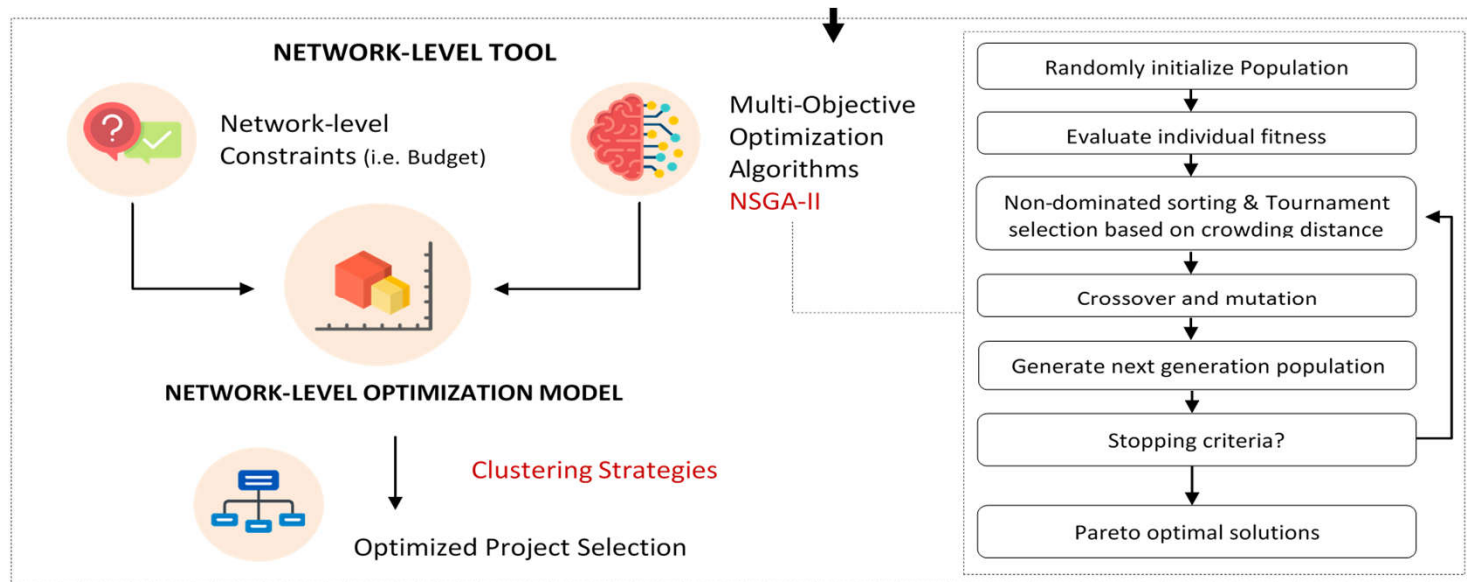 NETWORK-LEVEL TOOL
?
Network-level
Constraints (i.e. Budget)
Multi-Objective
Optimization
Algorithms
NSGA-II
NETWORK-LEVEL OPTIMIZATION MODEL
Clustering Strategies
Optimized Project Selection
Randomly initialize Population
Evaluate individual fitness
Non-dominated sorting & Tournament
selection based on crowding distance
Crossover and mutation
Generate next generation population
Stopping criteria?
Pareto optimal solutions